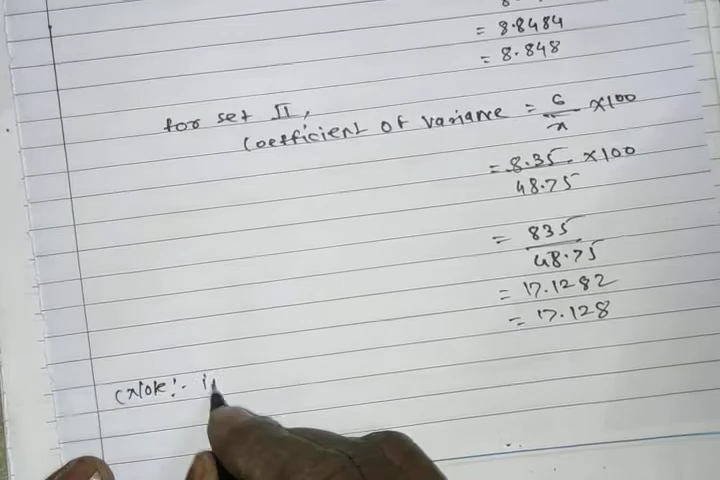 = 8.8484
= 8.848
for set II,
Coefficient of variance = σ/x × 100
= 8.35/48.75 × 100
= 835/48.75
= 17.1282
= 17.128
(Note:-